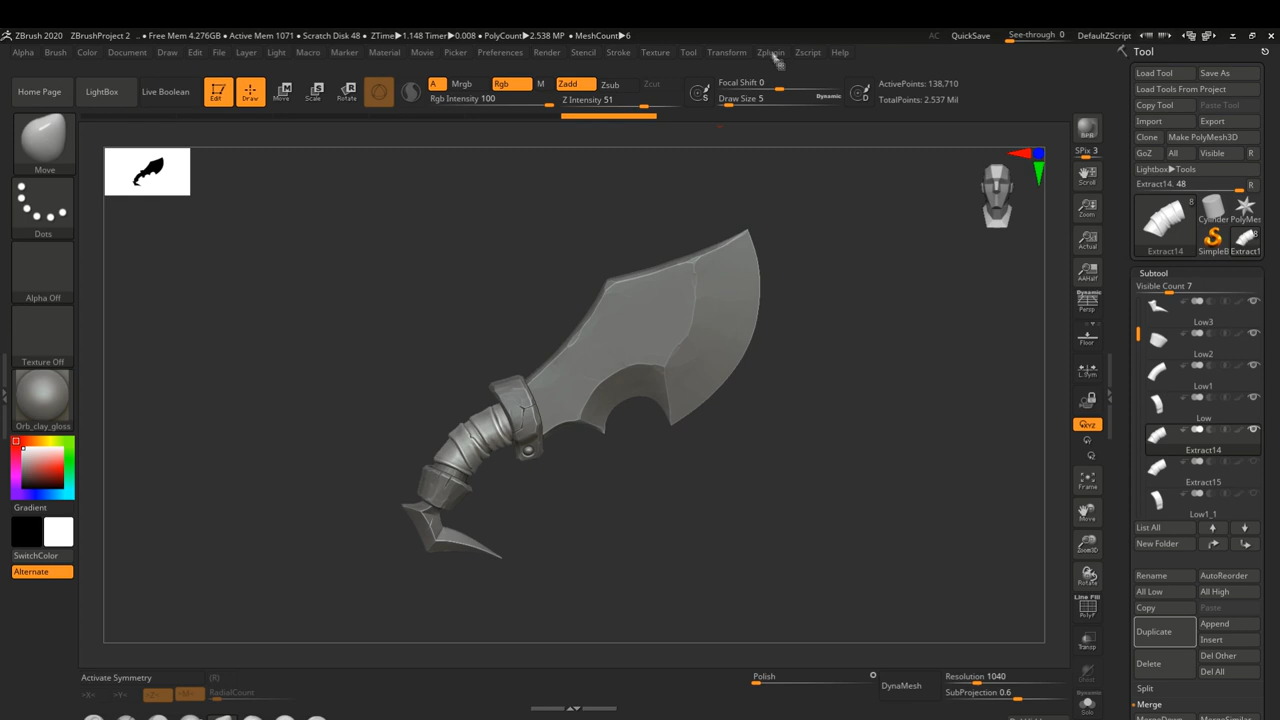 ZBrush 2020 ZBrushProject 2 .. • Free Mem 4.276GB • Active Mem 1071 • Scratch Disk 48 • ZTime▶1.148 Timer▶0.008 • PolyCount▶2.538 MP • MeshCount▶6 AC QuickSave See-through 0 DefaultZScript
Alpha Brush Color Document Draw Edit File Layer Light Macro Marker Material Movie Picker Preferences Render Stencil Stroke Texture Tool Transform Zplugin Zscript Help
Home Page LightBox Live Boolean
Edit Draw Move Scale Rotate
A Mrgb Rgb M Zadd Zsub Zcut
Rgb Intensity 100 Z Intensity 51
S Focal Shift 0
Draw Size 5 Dynamic D
ActivePoints: 138,710
TotalPoints: 2.537 Mil
Move
Dots
Alpha Off
Texture Off
Orb_clay_gloss
Gradient
SwitchColor
Alternate
BPR
SPix 3
Scroll
Zoom
Actual
AAHalf
Dynamic
Persp
Floor
L.Sym
XYZ
Frame
Move
Zoom3D
Rotate
Line Fill
PolyF
Transp
Ghost
Dynamic
Solo
Tool
Load Tool Save As
Load Tools From Project
Copy Tool Paste Tool
Import Export
Clone Make PolyMesh3D
GoZ All Visible R
Lightbox▶Tools
Extract14. 48 R
8
Cylinder PolyMes
8
Extract14 SimpleB Extract1
Subtool
Visible Count 7
Low3
Low2
Low1
Low
Extract14
Extract15
Low1_1
List All
New Folder
Rename AutoReorder
All Low All High
Copy Paste
Duplicate Append
Insert
Delete Del Other
Del All
Split
Merge
MergeDown MergeSimilar
Activate Symmetry (R)
>X< >Y< >Z< >M< RadialCount
Polish DynaMesh Resolution 1040
SubProjection 0.6